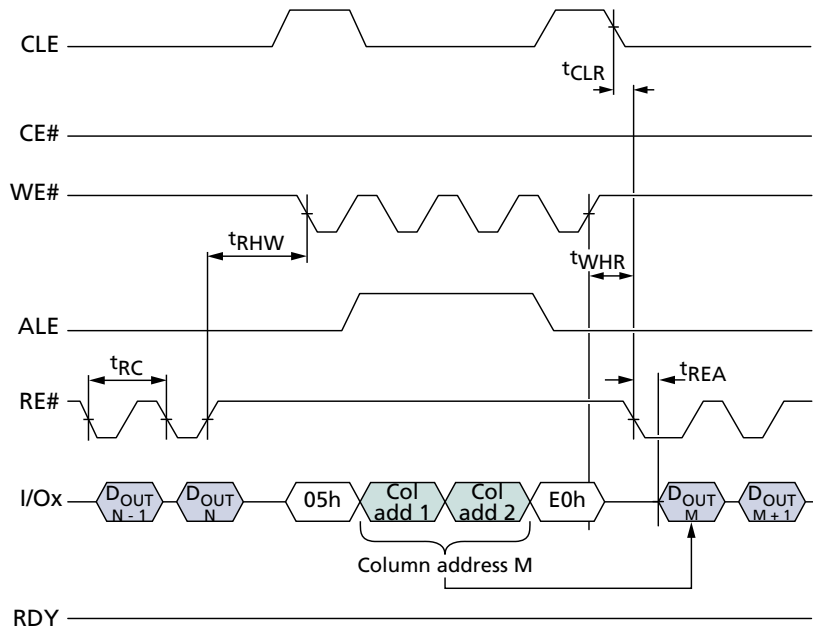 CLE
tCLR
CE#
WE#
tRHW
tWHR
ALE
tRC
tREA
RE#
I/Ox
DOUT N - 1
DOUT N
05h
Col add 1
Col add 2
E0h
DOUT M
DOUT M + 1
Column address M
RDY